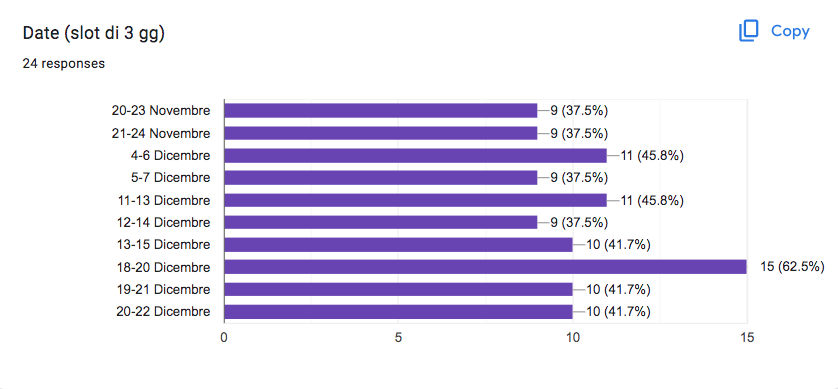 Date (slot di 3 gg)
Copy
24 responses
20-23 Novembre 9 (37.5%)
21-24 Novembre 9 (37.5%)
4-6 Dicembre 11 (45.8%)
5-7 Dicembre 9 (37.5%)
11-13 Dicembre 11 (45.8%)
12-14 Dicembre 9 (37.5%)
13-15 Dicembre 10 (41.7%)
18-20 Dicembre 15 (62.5%)
19-21 Dicembre 10 (41.7%)
20-22 Dicembre 10 (41.7%)
0 5 10 15